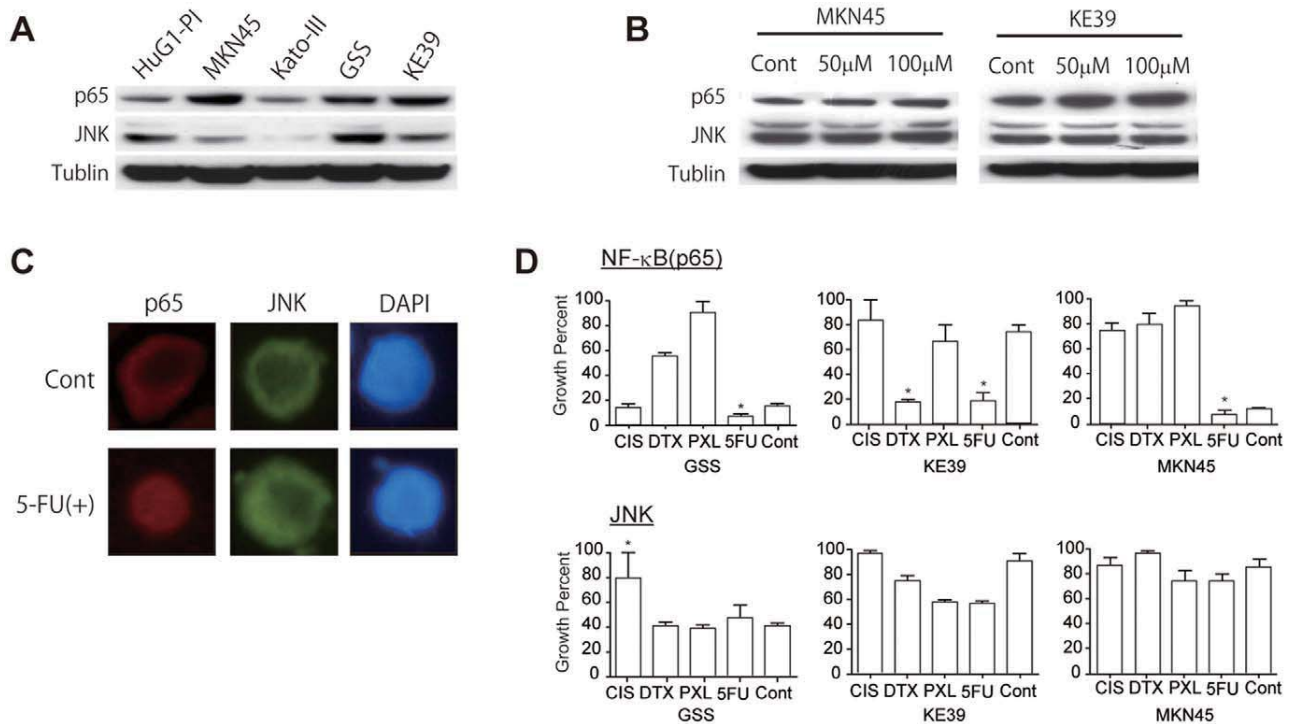 A
HuG1-PI MKN45 Kato-III GSS KE39
p65
JNK
Tublin
B
MKN45 KE39
Cont 50μM 100μM Cont 50μM 100μM
p65
JNK
Tublin
C
p65 JNK DAPI
Cont
5-FU(+)
D
NF-κB(p65)
Growth Percent
100
80
60
40
20
0
*
CIS DTX PXL 5FU Cont
GSS
100
80
60
40
20
0
* *
CIS DTX PXL 5FU Cont
KE39
100
80
60
40
20
0
*
CIS DTX PXL 5FU Cont
MKN45
JNK
Growth Percent
100
80
60
40
20
0
*
CIS DTX PXL 5FU Cont
GSS
100
80
60
40
20
0
CIS DTX PXL 5FU Cont
KE39
100
80
60
40
20
0
CIS DTX PXL 5FU Cont
MKN45